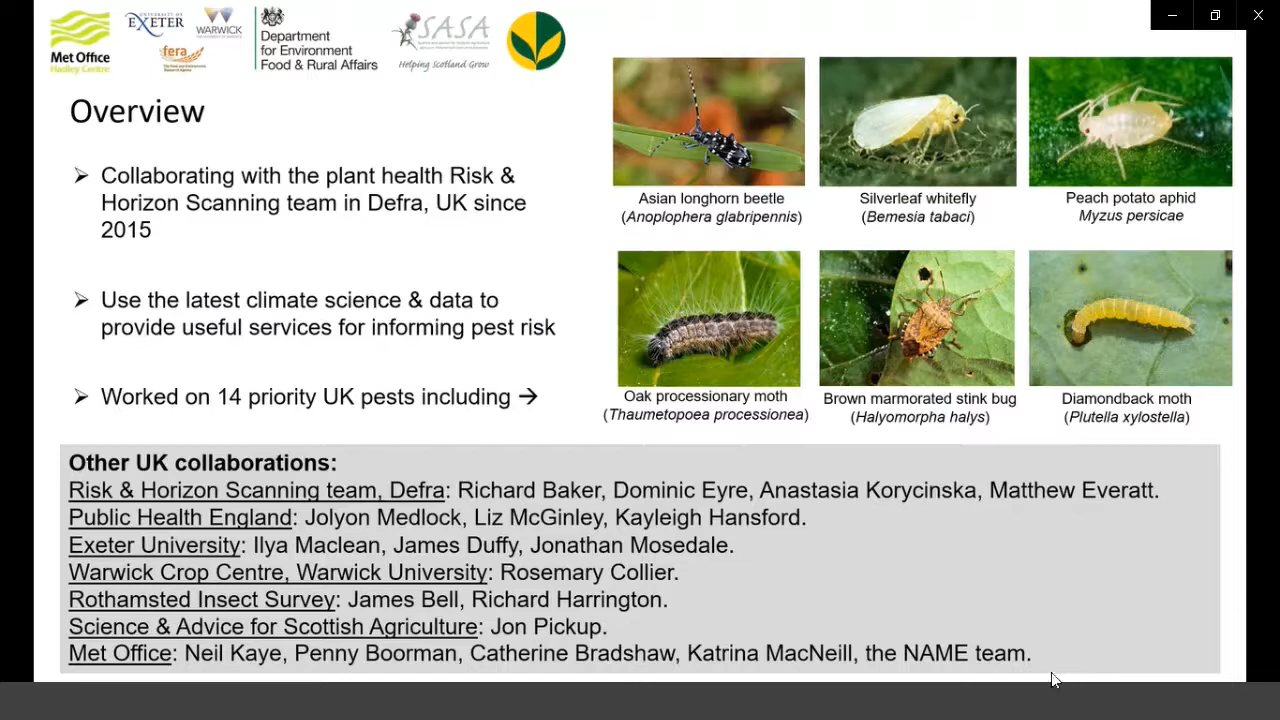 Met Office
Hadley Centre
UNIVERSITY OF
EXETER
WARWICK
fera
Department
for Environment
Food & Rural Affairs
SASA
Helping Scotland Grow
Overview
➢ Collaborating with the plant health Risk &
Horizon Scanning team in Defra, UK since
2015
➢ Use the latest climate science & data to
provide useful services for informing pest risk
➢ Worked on 14 priority UK pests including →
Asian longhorn beetle
(Anoplophera glabripennis)
Silverleaf whitefly
(Bemesia tabaci)
Peach potato aphid
Myzus persicae
Oak processionary moth
(Thaumetopoea processionea)
Brown marmorated stink bug
(Halyomorpha halys)
Diamondback moth
(Plutella xylostella)
Other UK collaborations:
Risk & Horizon Scanning team, Defra: Richard Baker, Dominic Eyre, Anastasia Korycinska, Matthew Everatt.
Public Health England: Jolyon Medlock, Liz McGinley, Kayleigh Hansford.
Exeter University: Ilya Maclean, James Duffy, Jonathan Mosedale.
Warwick Crop Centre, Warwick University: Rosemary Collier.
Rothamsted Insect Survey: James Bell, Richard Harrington.
Science & Advice for Scottish Agriculture: Jon Pickup.
Met Office: Neil Kaye, Penny Boorman, Catherine Bradshaw, Katrina MacNeill, the NAME team.